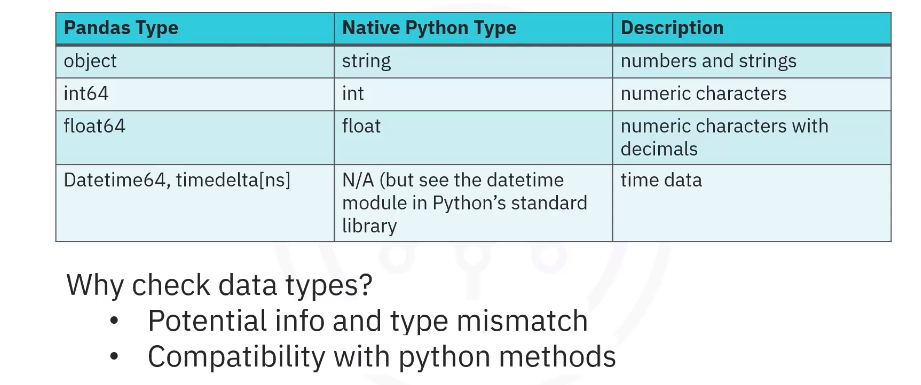 Pandas Type Native Python Type Description
object string numbers and strings
int64 int numeric characters
float64 float numeric characters with
decimals
Datetime64, timedelta[ns] N/A (but see the datetime time data
module in Python's standard
library
Why check data types?
• Potential info and type mismatch
• Compatibility with python methods